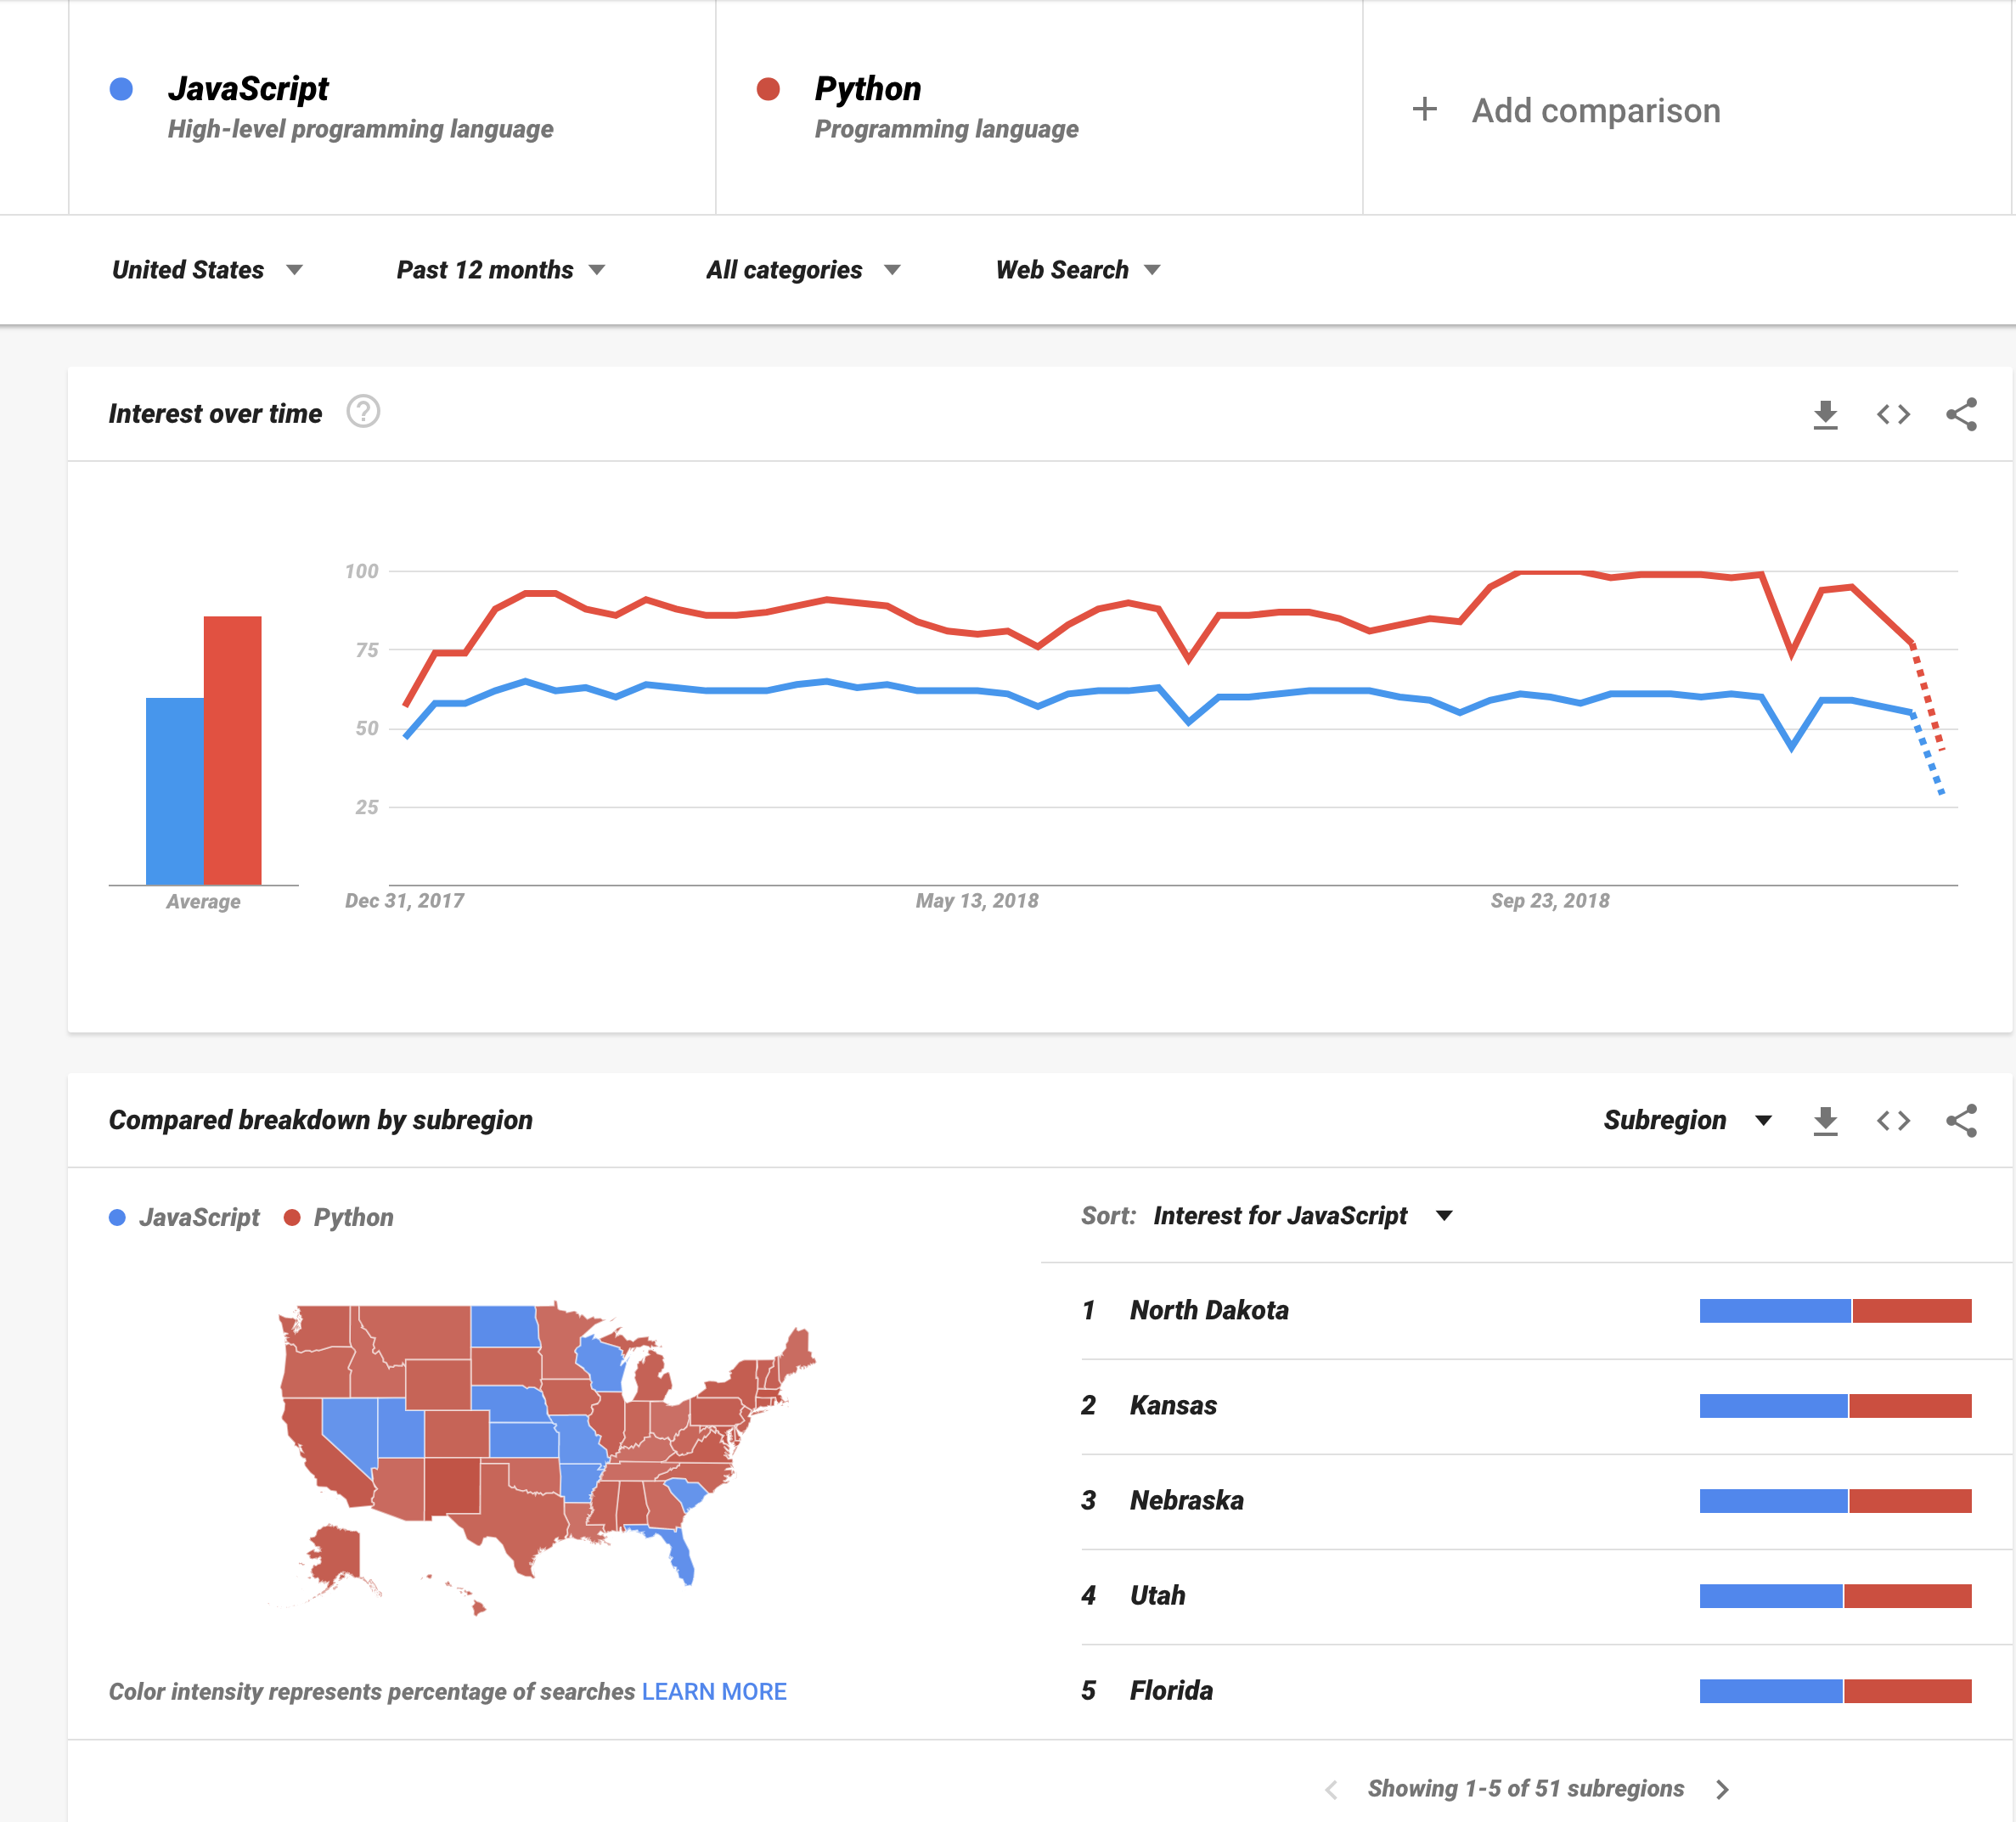 JavaScript
High-level programming language
Python
Programming language
+ Add comparison
United States
Past 12 months
All categories
Web Search
Interest over time ?
100
75
50
25
Average
Dec 31, 2017
May 13, 2018
Sep 23, 2018
Compared breakdown by subregion
Subregion
JavaScript
Python
Sort: Interest for JavaScript
1 North Dakota
2 Kansas
3 Nebraska
4 Utah
5 Florida
Color intensity represents percentage of searches LEARN MORE
Showing 1-5 of 51 subregions